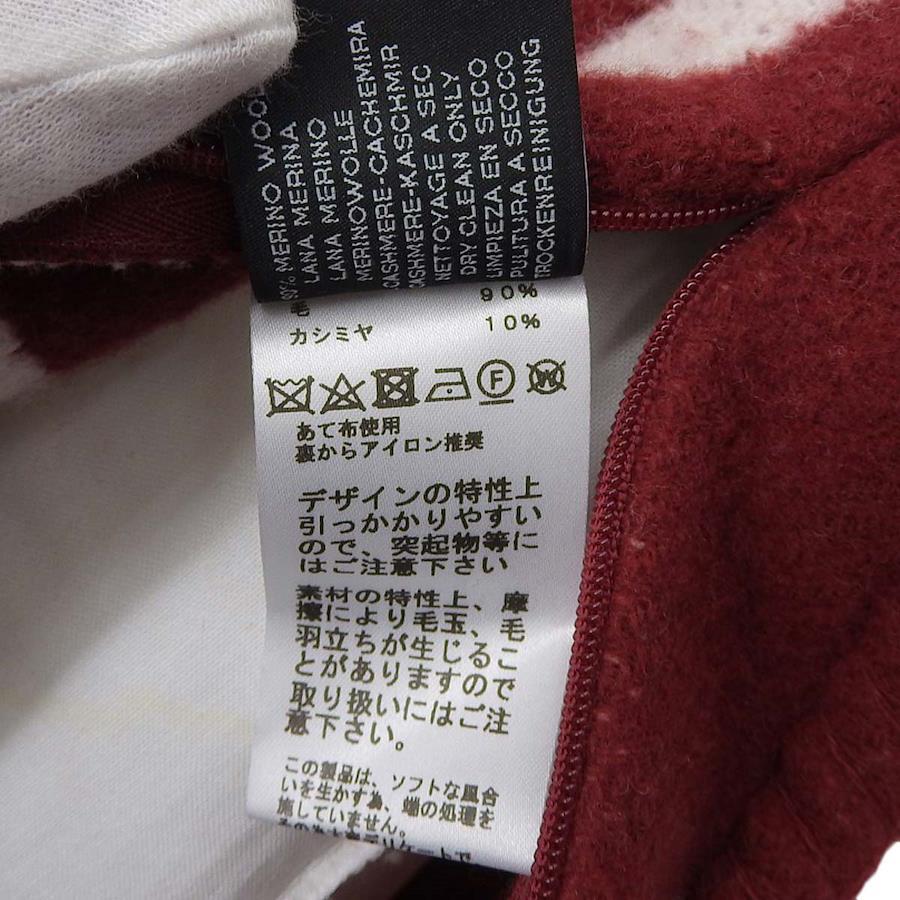 90% MERINO WOOL
LANA MERINA
LANA MERINO
MERINOWOLLE
CASHMERE-CACHEMIRA
CASHMERE-KASCHMIR
NETTOYAGE A SEC
DRY CLEAN ONLY
LIMPIEZA EN SECO
PULITURA A SECCO
TROCKENREINIGUNG
毛 90%
カシミヤ 10%
F W
あて布使用
裏からアイロン推奨
デザインの特性上
引っかかりやすい
ので、突起物等に
はご注意下さい
素材の特性上、摩
擦により毛玉、毛
羽立ちが生じるこ
とがありますので
取り扱いにはご注
意下さい。
この製品は、ソフトな風合
いを生かす為、端の処理を
施していません。